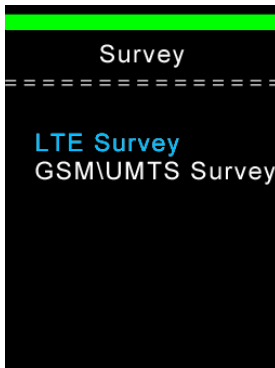 Survey
= = = = = = = = = = = = = = =
LTE Survey
GSM\UMTS Survey